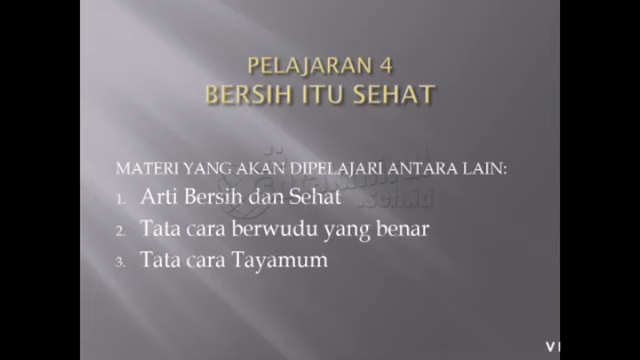 PELAJARAN 4
BERSIH ITU SEHAT
MATERI YANG AKAN DIPELAJARI ANTARA LAIN:
1. Arti Bersih dan Sehat
2. Tata cara berwudu yang benar
3. Tata cara Tayamum